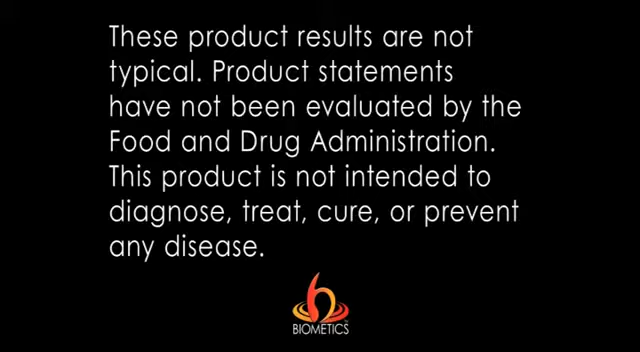 These product results are not
typical. Product statements
have not been evaluated by the
Food and Drug Administration.
This product is not intended to
diagnose, treat, cure, or prevent
any disease.
BIOMETICS